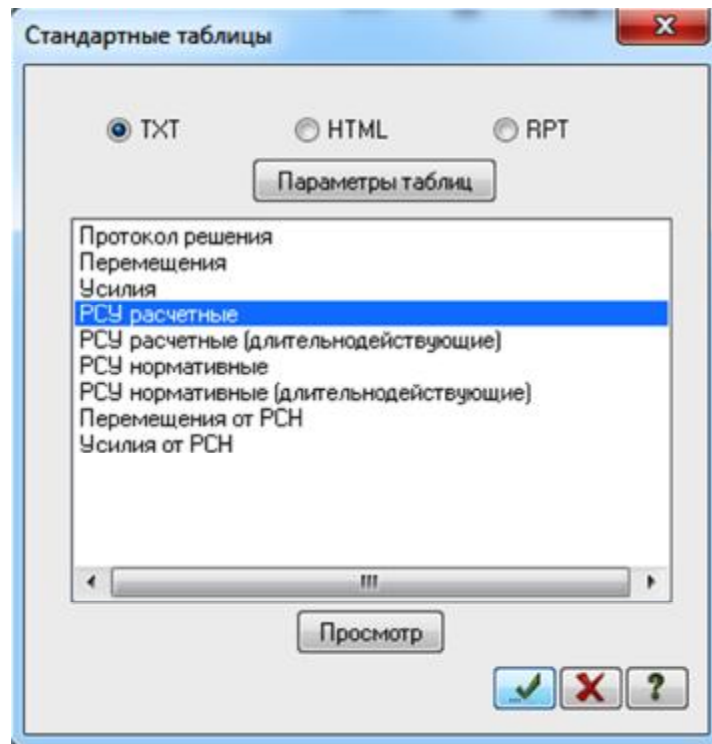 Стандартные таблицы
TXT HTML RPT
Параметры таблиц
Протокол решения
Перемещения
Усилия
РСУ расчетные
РСУ расчетные (длительнодействующие)
РСУ нормативные
РСУ нормативные (длительнодействующие)
Перемещения от РСН
Усилия от РСН
Просмотр
?